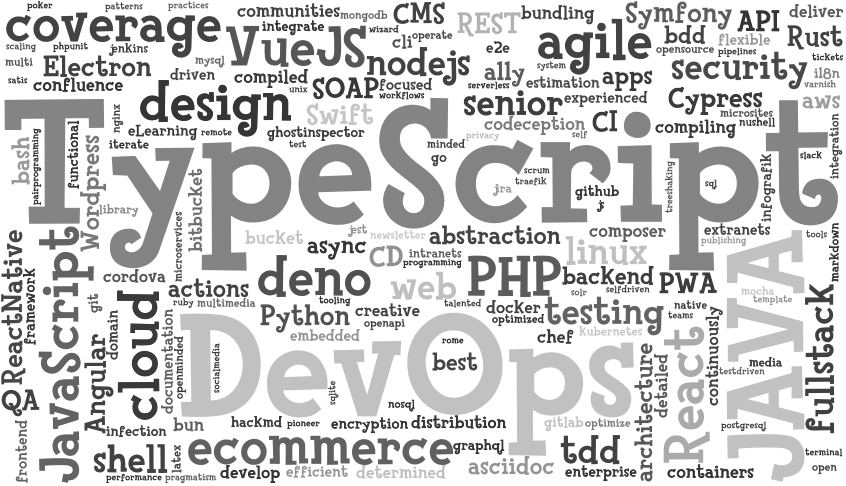 poker
patterns
practices
communities
mongodb
CMS
REST
bundling
Symfony
API
deliver
coverage
integrate
wizard
operate
cli
VueJS
agile
bdd
flexible
Rust
scaling
phpunit
jenkins
e2e
opensource
pipelines
tickets
multi
Electron
mysql
nodejs
system
security
i18n
satis
confluence
driven
compiled
unix
SOAP
focused
workflows
ally
serverless
estimation
apps
varnish
design
Swift
senior
experienced
Cypress
aws
microsites
nginx
eLearning
remote
ghostinspector
codeception
CI
compiling
nushell
integration
bash
pairprogramming
functional
Wordpress
iterate
test
minded
privacy
self
go
slack
TypeScript
scrum
traefik
jra
github
js
treeshaking
sql
infografik
library
microservices
bitbucket
bucket
jest
newsletter
abstraction
composer
extranets
publishing
tools
markdown
async
CD
intranets
programming
linux
ReactNative
framework
JavaScript
git
cordova
actions
deno
web
PHP
backend
solr
selfdriven
PWA
JAVA
mocha
template
ruby
multimedia
tooling
talented
docker
optimized
testing
native
teams
continuously
fullstack
cloud
domain
documentation
openminded
Python
creative
openapi
embedded
chef
Kubernetes
DevOps
socialmedia
rome
best
sqlite
nosql
architecture
detailed
React
media
testdriven
QA
Angular
frontend
infection
bun
hackmd
pioneer
encryption
distribution
gitlab
optimize
postgresql
shell
latex
ecommerce
graphql
tdd
terminal
performance
pragmatism
develop
efficient
determined
asciidoc
enterprise
containers
open